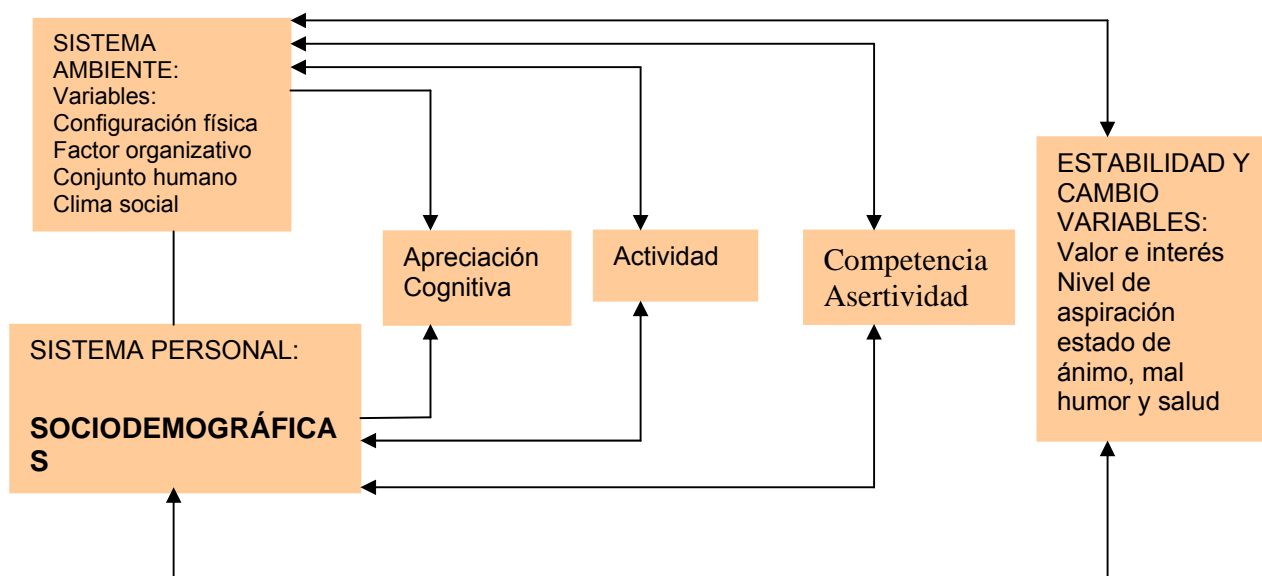 SISTEMA
AMBIENTE:
Variables:
Configuración física
Factor organizativo
Conjunto humano
Clima social
Apreciación
Cognitiva
Actividad
Competencia
Asertividad
ESTABILIDAD Y
CAMBIO
VARIABLES:
Valor e interés
Nivel de
aspiración
estado de
ánimo, mal
humor y salud
SISTEMA PERSONAL:
SOCIODEMOGRÁFICA
S